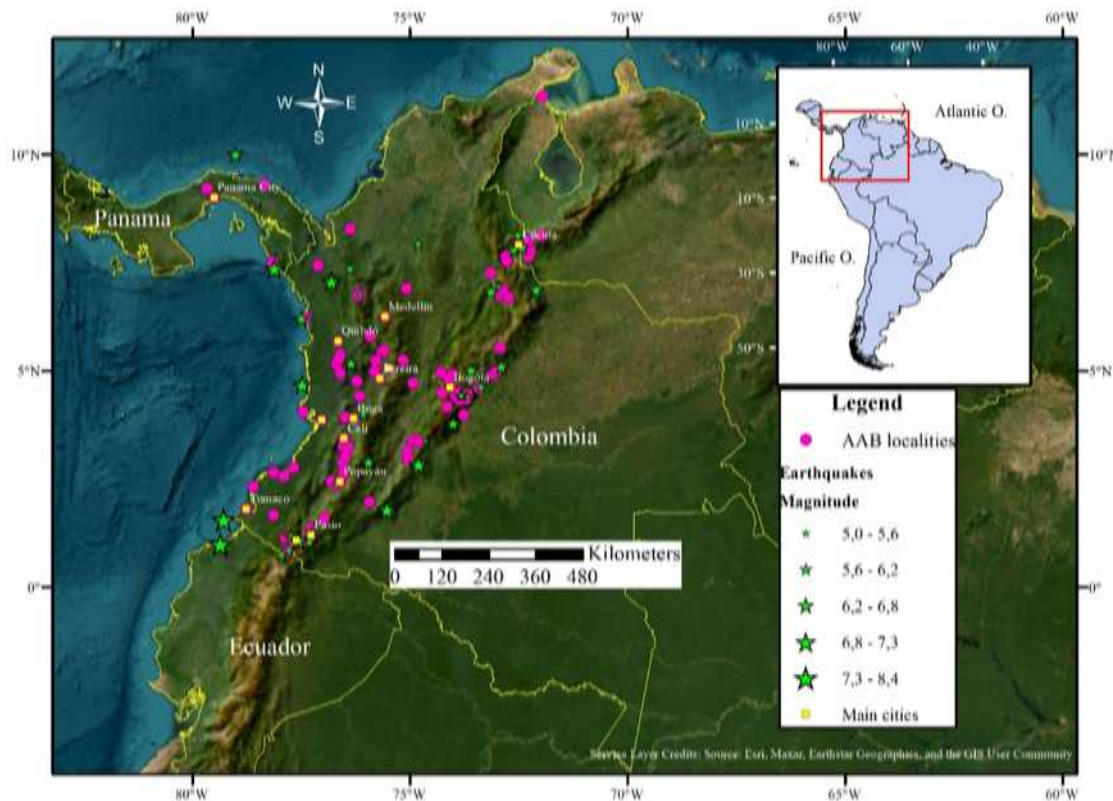 80°W 75°W 70°W 65°W 60°W
80°W 60°W 40°W
N
W E
S
Atlantic O.
10°N 10°N 10°N
Panama City
Panama
10°S
Cúcuta
Pacific O.
30°S
Medellín
Quibdó
50°S
5°N 5°N
Pereira
Bogotá
Buga
Legend
Cali
Colombia
AAB localities
Popayán
Earthquakes
Tumaco
Magnitude
Pasto
5,0 - 5,6
Kilometers
0 120 240 360 480
5,6 - 6,2
0° 0°
6,2 - 6,8
Ecuador
6,8 - 7,3
7,3 - 8,4
Main cities
Service Layer Credits: Source: Esri, Maxar, Earthstar Geographics, and the GIS User Community
80°W 75°W 70°W 65°W 60°W